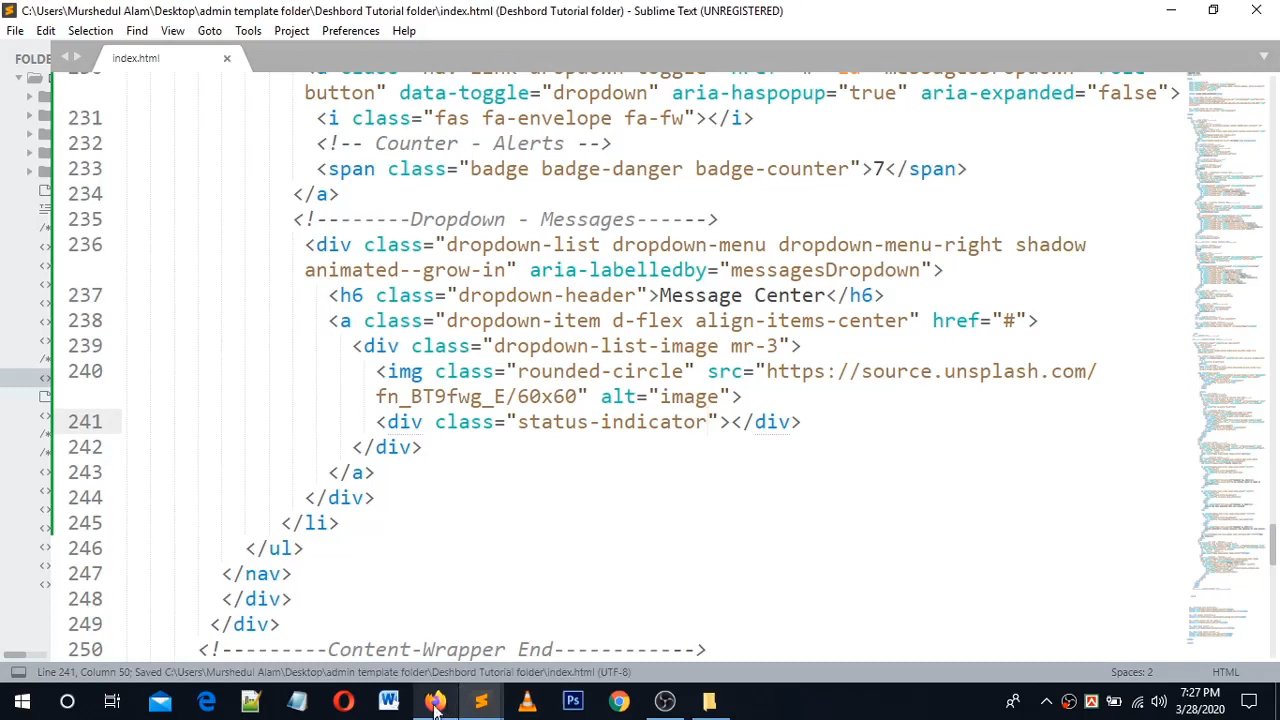 C:\Users\Murshedul Alam\Desktop\admin template folder\Deshbord Tutorial folder\index.html (Deshbord Tutorial folder) - Sublime Text (UNREGISTERED)
File Edit Selection Find View Goto Tools Project Preferences Help
FOLDE
index.html
button" data-toggle="dropdown" aria-haspopup="true" aria-expanded="false">
231 <i class="fas fa-envelope fa-fw"></i>
232 <!-- Counter - Alerts -->
233 <span class="badge badge-danger badge-counter">7</span>
234 </a>
235
236 <div class="dropdown-list dropdown-menu dropdown-menu-right shadow
animated--grow-in" aria-labelledby="messagesDropdown">
237 <h6 class="dropdown-header">Message Center</h6>
238 <a class="dropdown-item d-flex align-items-center" href="#">
239 <div class="dropdown-list-image mr-3">
240 <img class="rounded-circle" src="https://source.unsplash.com/
fn_BT9fwg_E/60x60" alt="image">
<div class="status-indicator"></div>
242 </div>
243 </a>
244 </div>
245 </li>
246 </ul>
247 </nav>
248 </div>
249 </div>
250 <!--------Content-Wrapper End------------>
Line 241, Column 50; Saved C:\Users\Murshedul Alam\Desktop\admin template folder\Deshbord Tutorial folder\index.html (UTF-8)
Spaces: 2
HTML
7:27 PM
3/28/2020